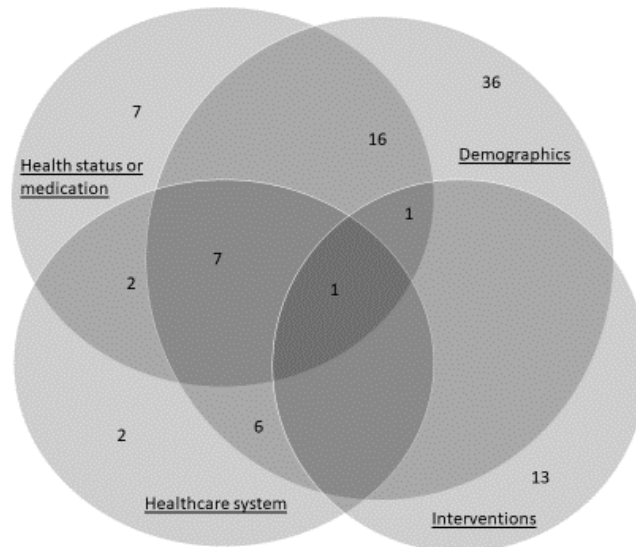 36
7
16
Health status or
medication
Demographics
1
7
2
1
2
6
13
Healthcare system
Interventions